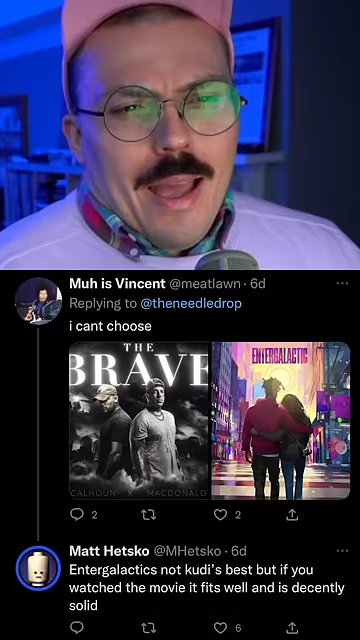 Muh is Vincent @meatlawn · 6d
Replying to @theneedledrop
i cant choose
THE
BRAVE
CALHOUN X MACDONALD
ENTERGALACTIC
2
2
Matt Hetsko @MHetsko · 6d
Entergalactics not kudi's best but if you
watched the movie it fits well and is decently
solid
6